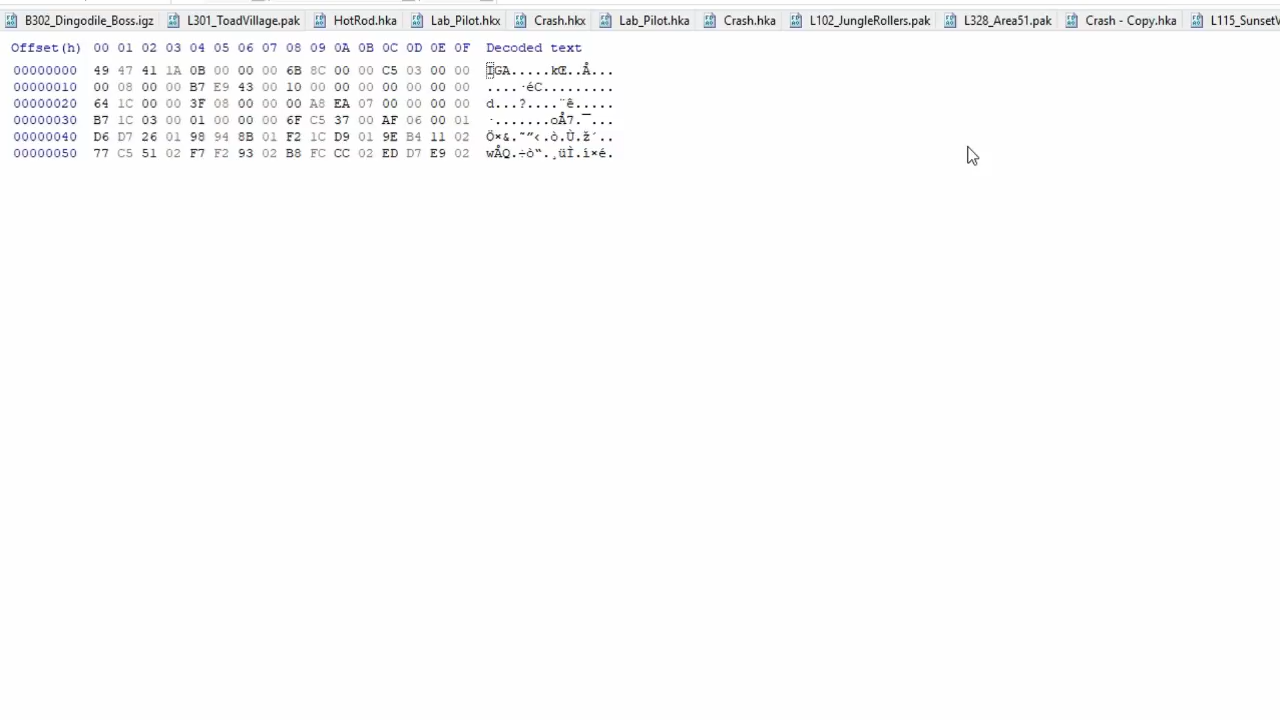 B302_Dingodile_Boss.igz L301_ToadVillage.pak HotRod.hka Lab_Pilot.hkx Crash.hkx Lab_Pilot.hka Crash.hka L102_JungleRollers.pak L328_Area51.pak Crash - Copy.hka L115_Sunset
Offset(h) 00 01 02 03 04 05 06 07 08 09 0A 0B 0C 0D 0E 0F Decoded text
00000000 49 47 41 1A 0B 00 00 00 6B 8C 00 00 C5 03 00 00 IGA.....kŒ..Å...
00000010 00 08 00 00 B7 E9 43 00 10 00 00 00 00 00 00 00 ....·éC.........
00000020 64 1C 00 00 3F 08 00 00 00 A8 EA 07 00 00 00 00 d...?....¨ê.....
00000030 B7 1C 03 00 01 00 00 00 6F C5 37 00 AF 06 00 01 ·.......oÅ7.¯...
00000040 D6 D7 26 01 98 94 8B 01 F2 1C D9 01 9E B4 11 02 Ö×&.˜”‹.ò.Ù.ž´..
00000050 77 C5 51 02 F7 F2 93 02 B8 FC CC 02 ED D7 E9 02 wÅQ.÷ò“.¸üÌ.í×é.